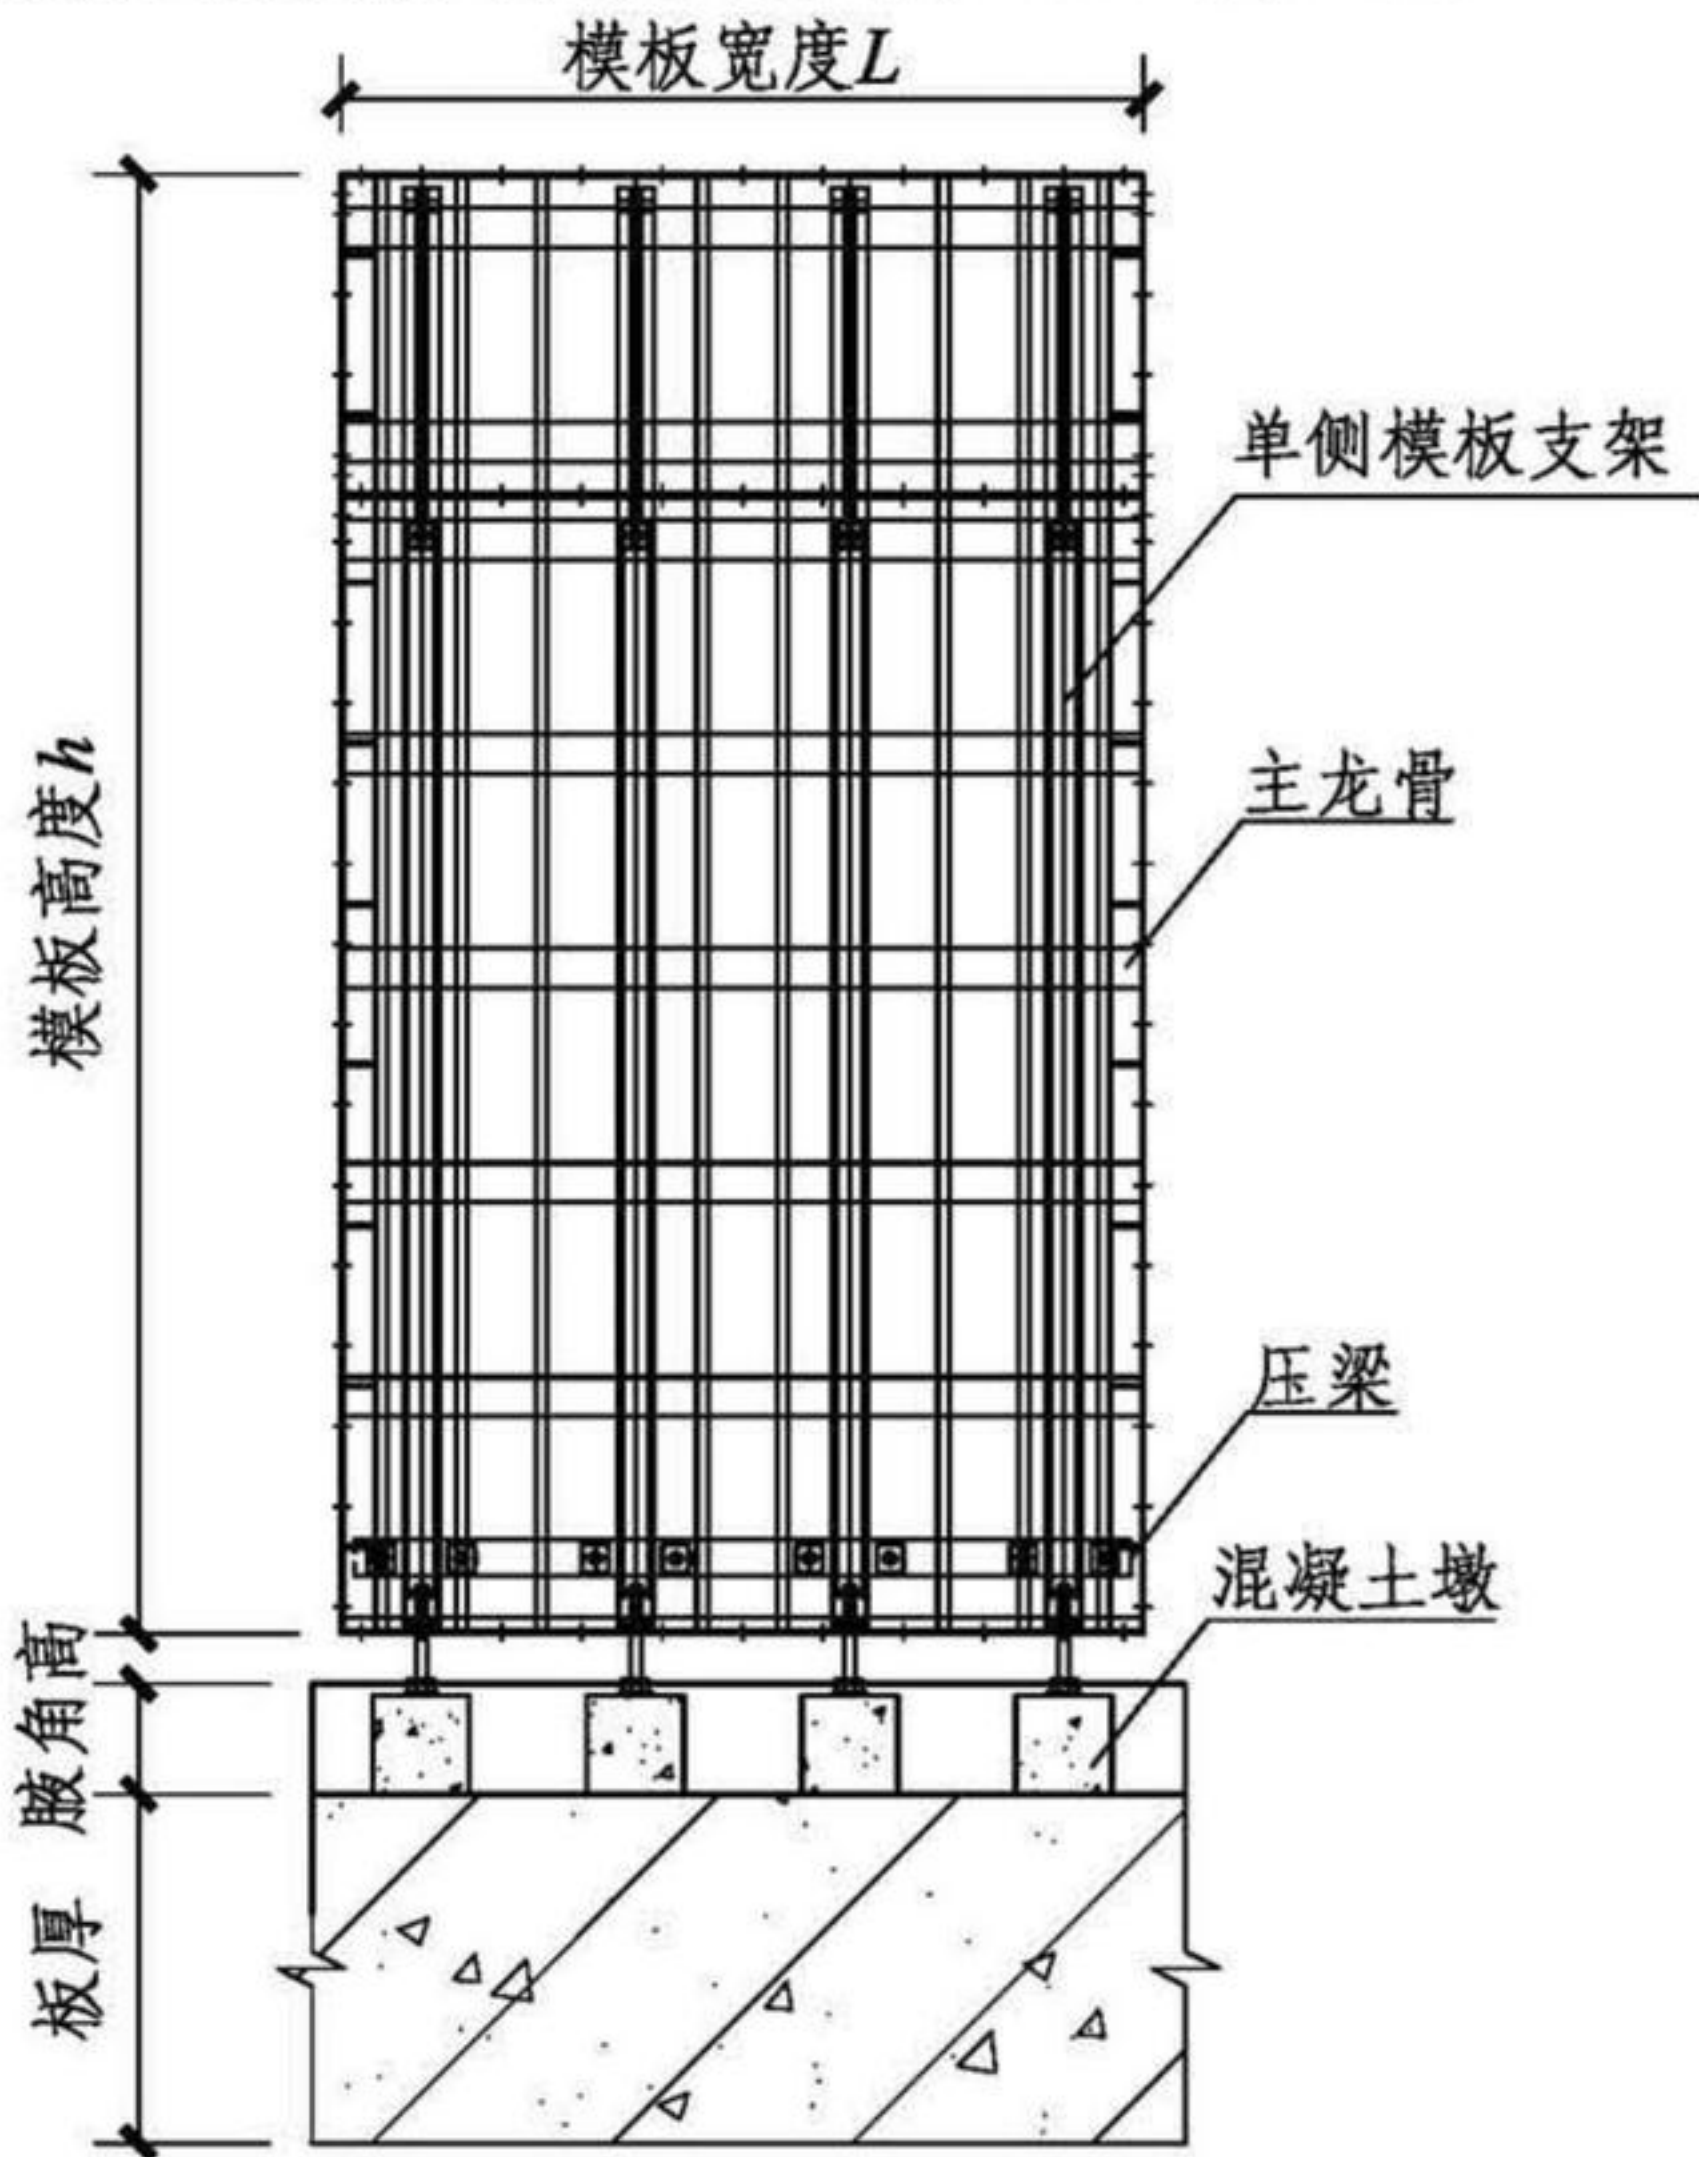 模板宽度L
单侧模板支架
主龙骨
模板高度h
压梁
混凝土墩
腋角高
板厚